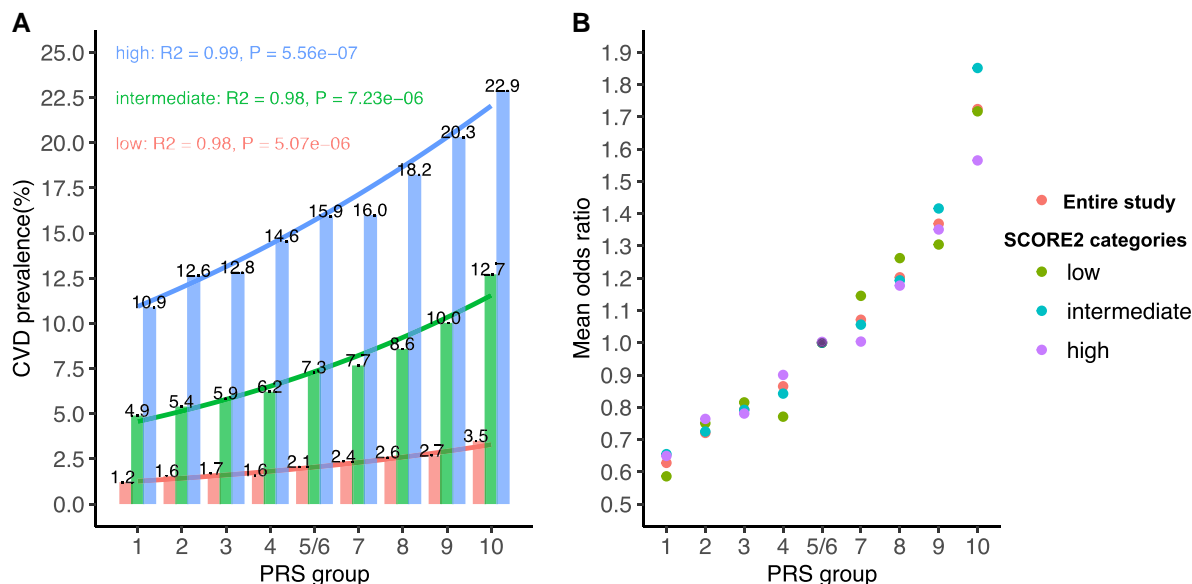 A
25.0
22.5
20.0
17.5
15.0
12.5
10.0
7.5
5.0
2.5
0.0
CVD prevalence(%)
high: R2 = 0.99, P = 5.56e−07
intermediate: R2 = 0.98, P = 7.23e−06
low: R2 = 0.98, P = 5.07e−06
10.9 12.6 12.8 14.6 15.9 16.0 18.2 20.3 22.9
4.9 5.4 5.9 6.2 7.3 7.7 8.6 10.0 12.7
1.2 1.6 1.7 1.6 2.1 2.4 2.6 2.7 3.5
1 2 3 4 5/6 7 8 9 10
PRS group
B
1.9
1.8
1.7
1.6
1.5
1.4
1.3
1.2
1.1
1.0
0.9
0.8
0.7
0.6
0.5
Mean odds ratio
1 2 3 4 5/6 7 8 9 10
PRS group
Entire study
SCORE2 categories
low
intermediate
high